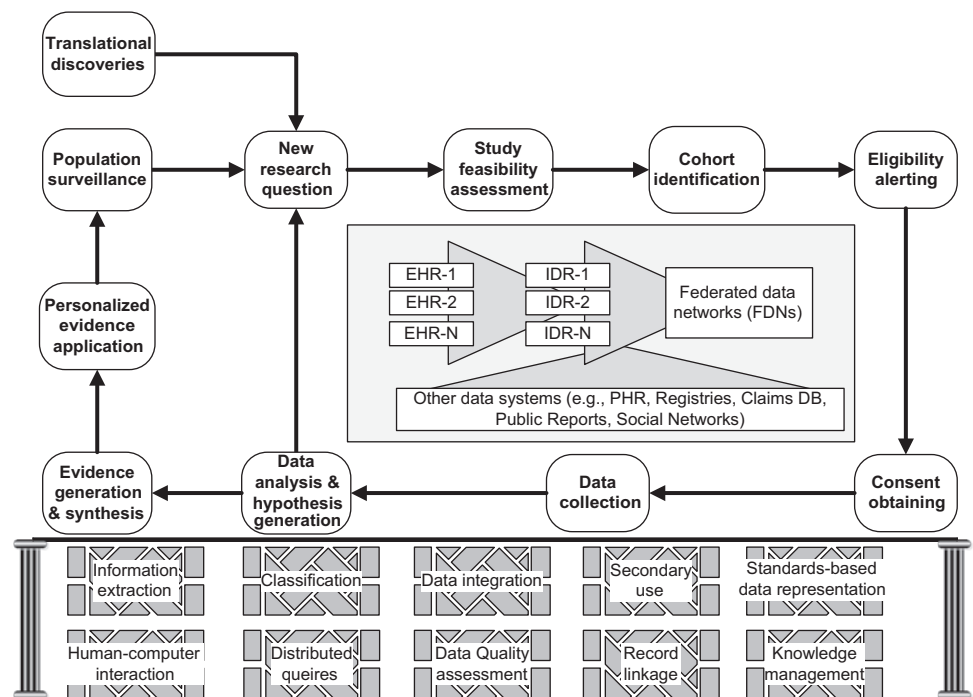 Translational
discoveries
Population
surveillance
New
research
question
Study
feasibility
assessment
Cohort
identification
Eligibility
alerting
EHR-1
EHR-2
EHR-N
IDR-1
IDR-2
IDR-N
Federated data
networks (FDNs)
Personalized
evidence
application
Other data systems (e.g., PHR, Registries, Claims DB,
Public Reports, Social Networks)
Evidence
generation
& synthesis
Data
analysis &
hypothesis
generation
Data
collection
Consent
obtaining
Information
extraction
Classification
Data integration
Secondary
use
Standards-based
data representation
Human-computer
interaction
Distributed
queires
Data Quality
assessment
Record
linkage
Knowledge
management